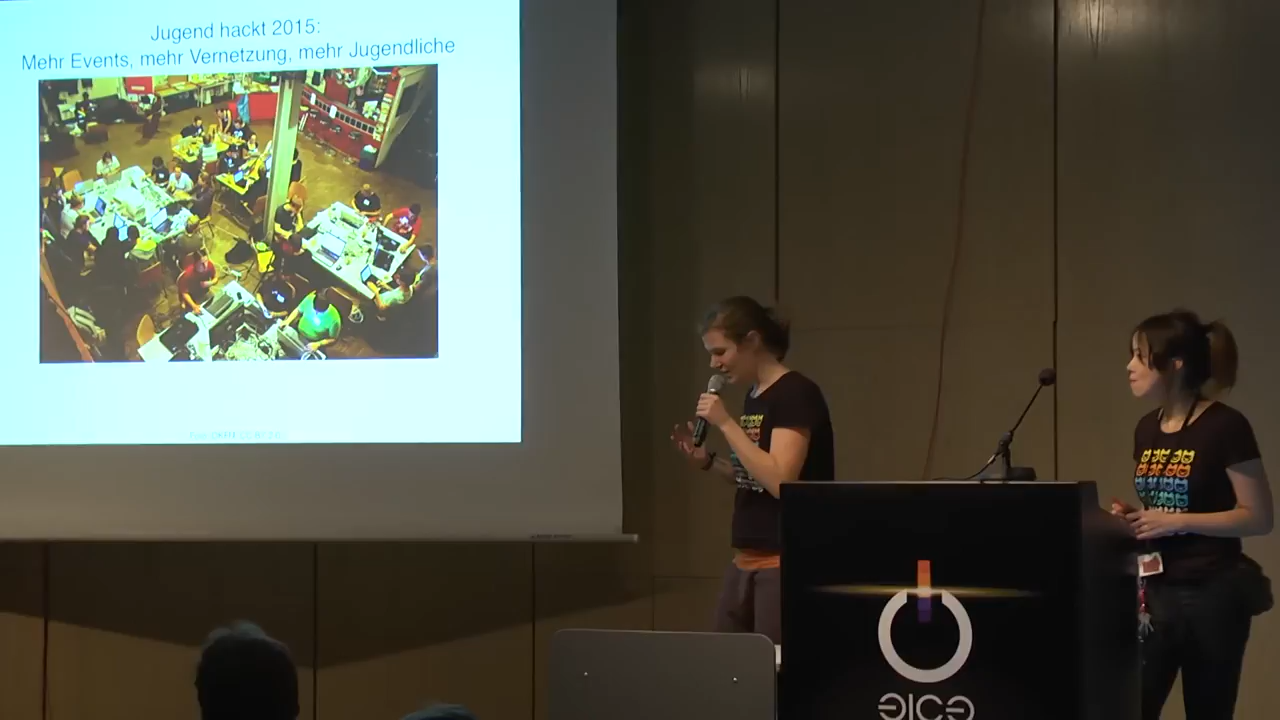 Jugend hackt 2015:
Mehr Events, mehr Vernetzung, mehr Jugendliche